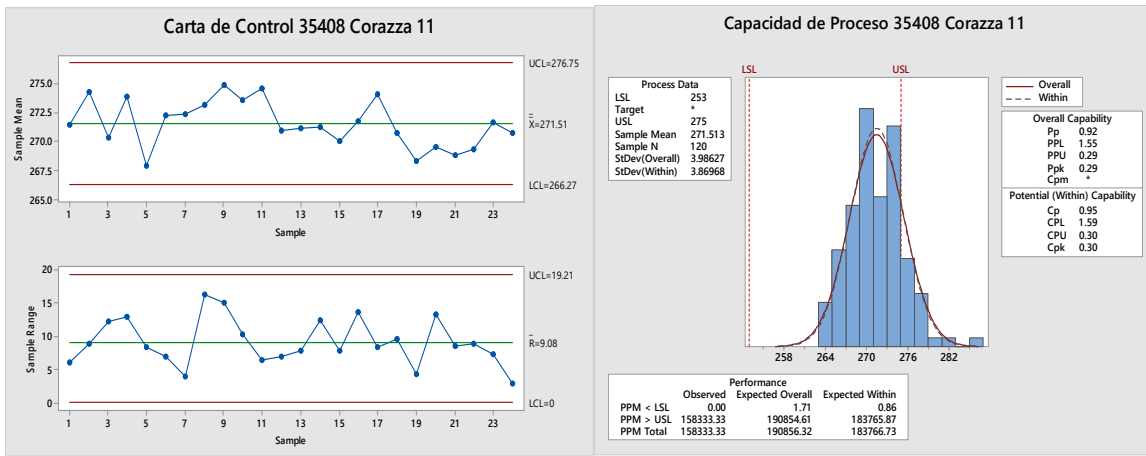 Carta de Control 35408 Corazza 11
UCL=276.75
X=271.51
LCL=266.27
Sample Mean
275.0
272.5
270.0
267.5
265.0
1 3 5 7 9 11 13 15 17 19 21 23
Sample
UCL=19.21
R=9.08
LCL=0
Sample Range
20
15
10
5
0
1 3 5 7 9 11 13 15 17 19 21 23
Sample
Capacidad de Proceso 35408 Corazza 11
LSL USL
Process Data
LSL 253
Target *
USL 275
Sample Mean 271.513
Sample N 120
StDev(Overall) 3.98627
StDev(Within) 3.86968
Overall
Within
Overall Capability
Pp 0.92
PPL 1.55
PPU 0.29
Ppk 0.29
Cpm *
Potential (Within) Capability
Cp 0.95
CPL 1.59
CPU 0.30
Cpk 0.30
258 264 270 276 282
Performance
Observed Expected Overall Expected Within
PPM < LSL 0.00 1.71 0.86
PPM > USL 158333.33 190854.61 183765.87
PPM Total 158333.33 190856.32 183766.73